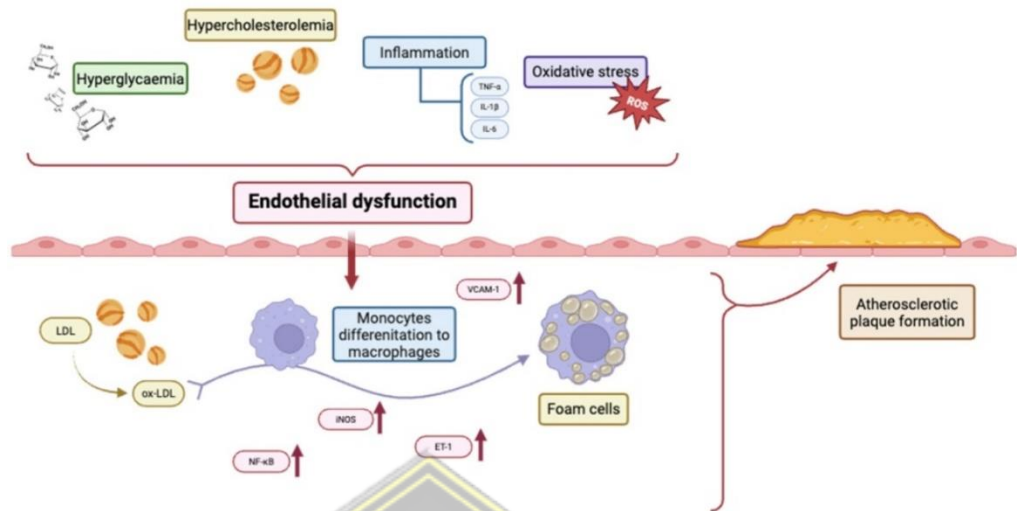 Hypercholesterolemia
Hyperglycaemia
Inflammation
TNF-α
IL-1β
IL-6
Oxidative stress
ROS
Endothelial dysfunction
VCAM-1
LDL
ox-LDL
Monocytes
differenitation to
macrophages
Foam cells
iNOS
NF-κB
ET-1
Atherosclerotic
plaque formation